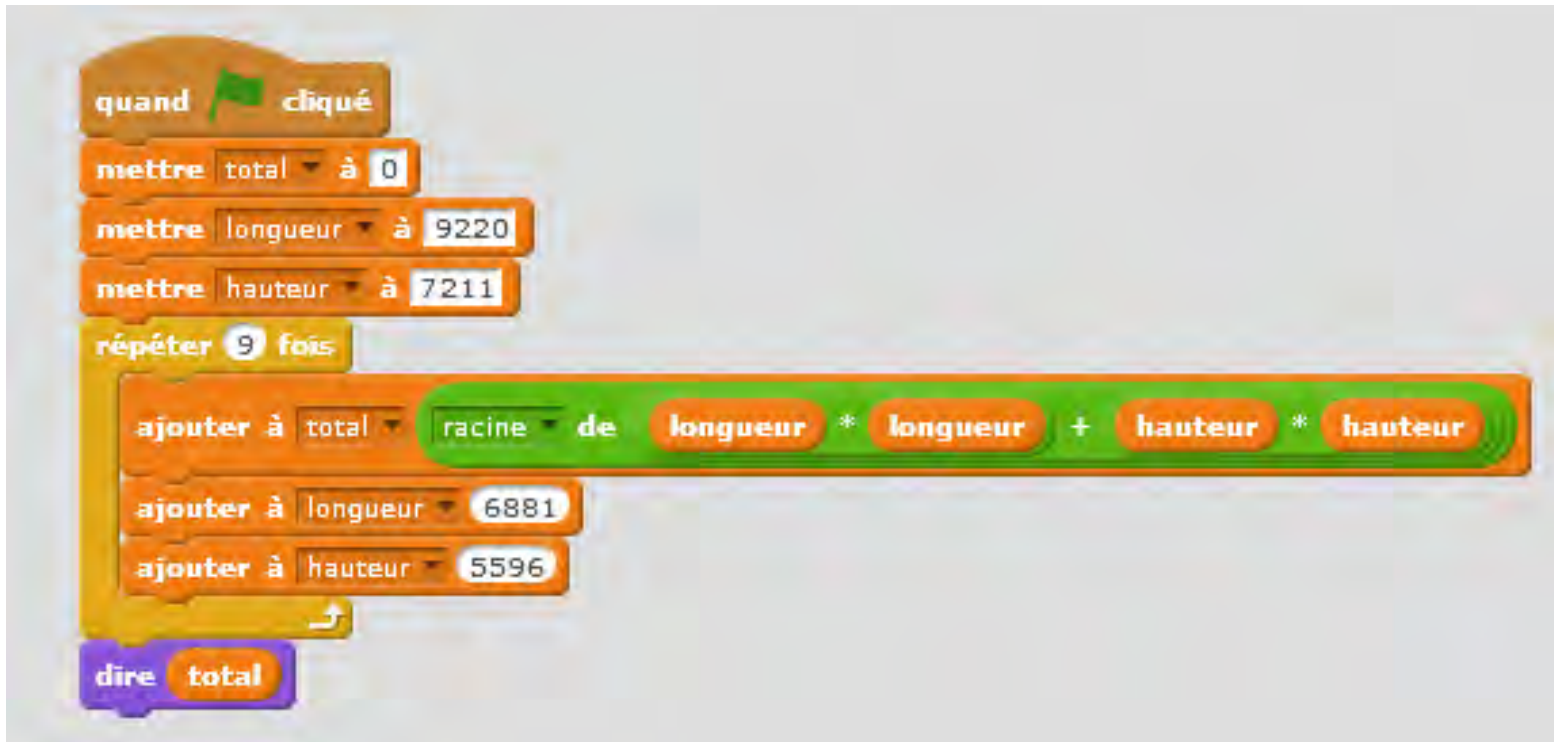 quand cliqué
mettre total à 0
mettre longueur à 9220
mettre hauteur à 7211
répéter 9 fois
ajouter à total racine de longueur * longueur + hauteur * hauteur
ajouter à longueur 6881
ajouter à hauteur 5596
dire total